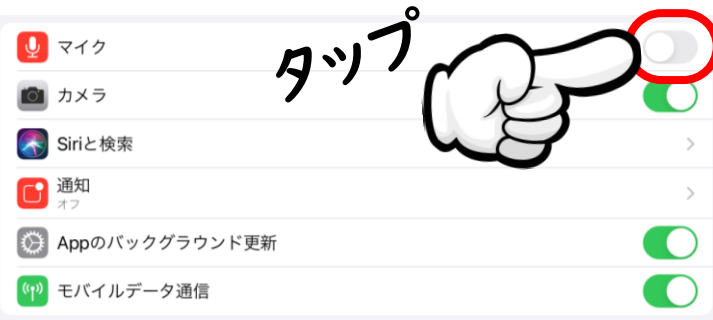 マイク
タップ
カメラ
Siriと検索
通知
オフ
Appのバックグラウンド更新
モバイルデータ通信